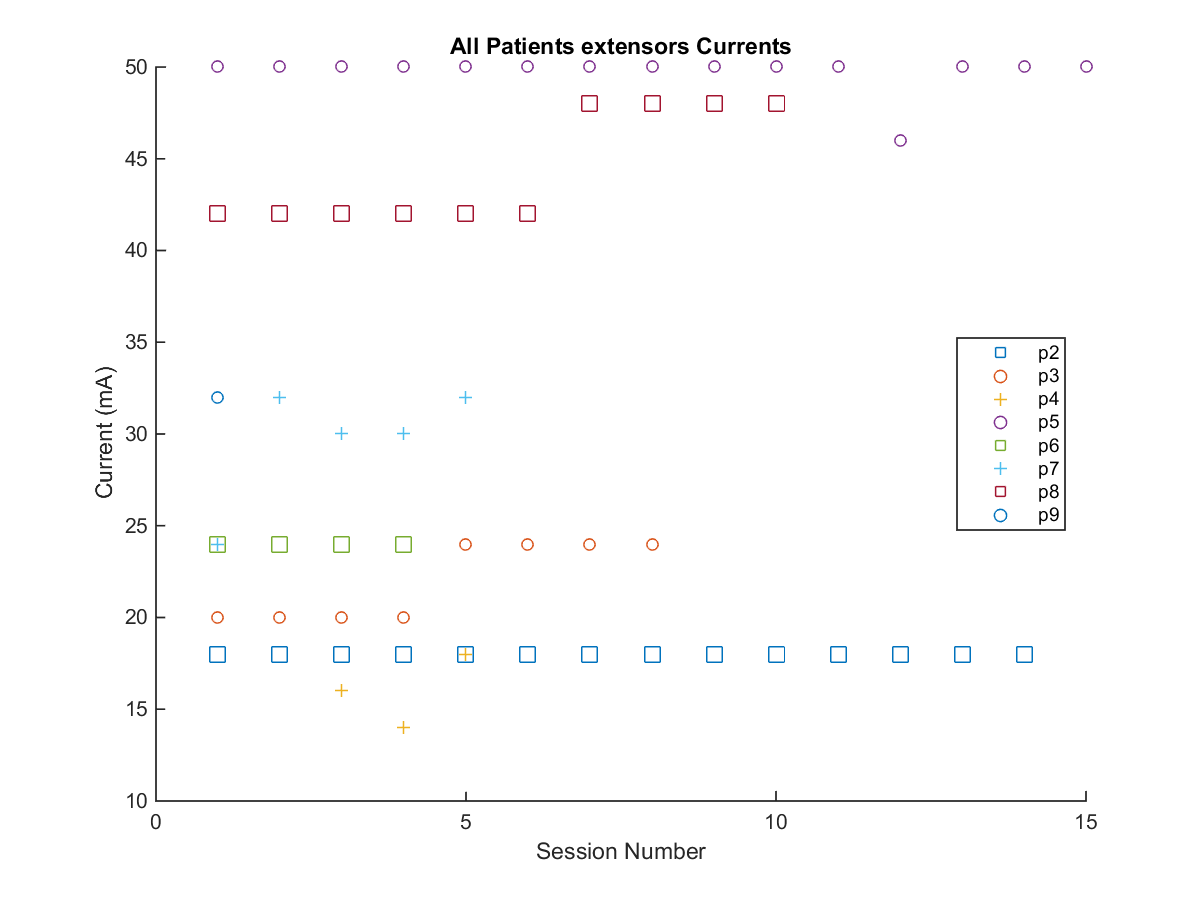 All Patients extensors Currents
50
45
40
35
30
25
20
15
10
Current (mA)
0
5
10
15
Session Number
p2
p3
p4
p5
p6
p7
p8
p9